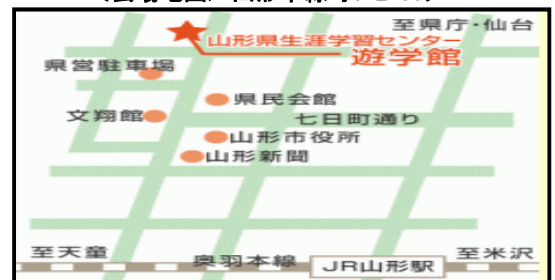 至県庁・仙台
山形県生涯学習センター
遊学館
県営駐車場
県民会館
文翔館
七日町通り
山形市役所
山形新聞
至天童
奥羽本線
JR山形駅
至米沢